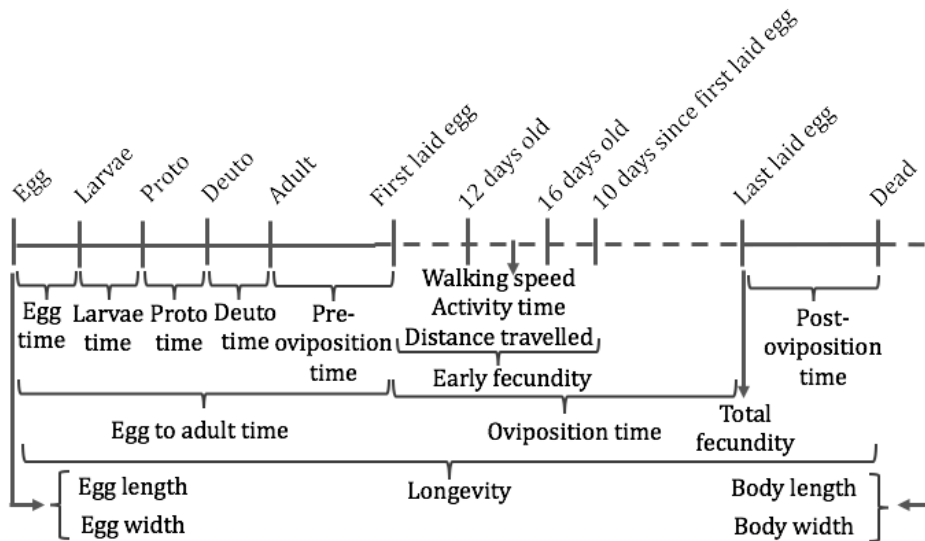 Egg
Larvae
Proto
Deuto
Adult
First laid egg
12 days old
16 days old
10 days since first laid egg
Last laid egg
Dead
Egg
time
Larvae
time
Proto
time
Deuto
time
Pre-
oviposition
time
Walking speed
Activity time
Distance travelled
Early fecundity
Post-
oviposition
time
Egg to adult time
Oviposition time
Total
fecundity
Longevity
Egg length
Egg width
Body length
Body width